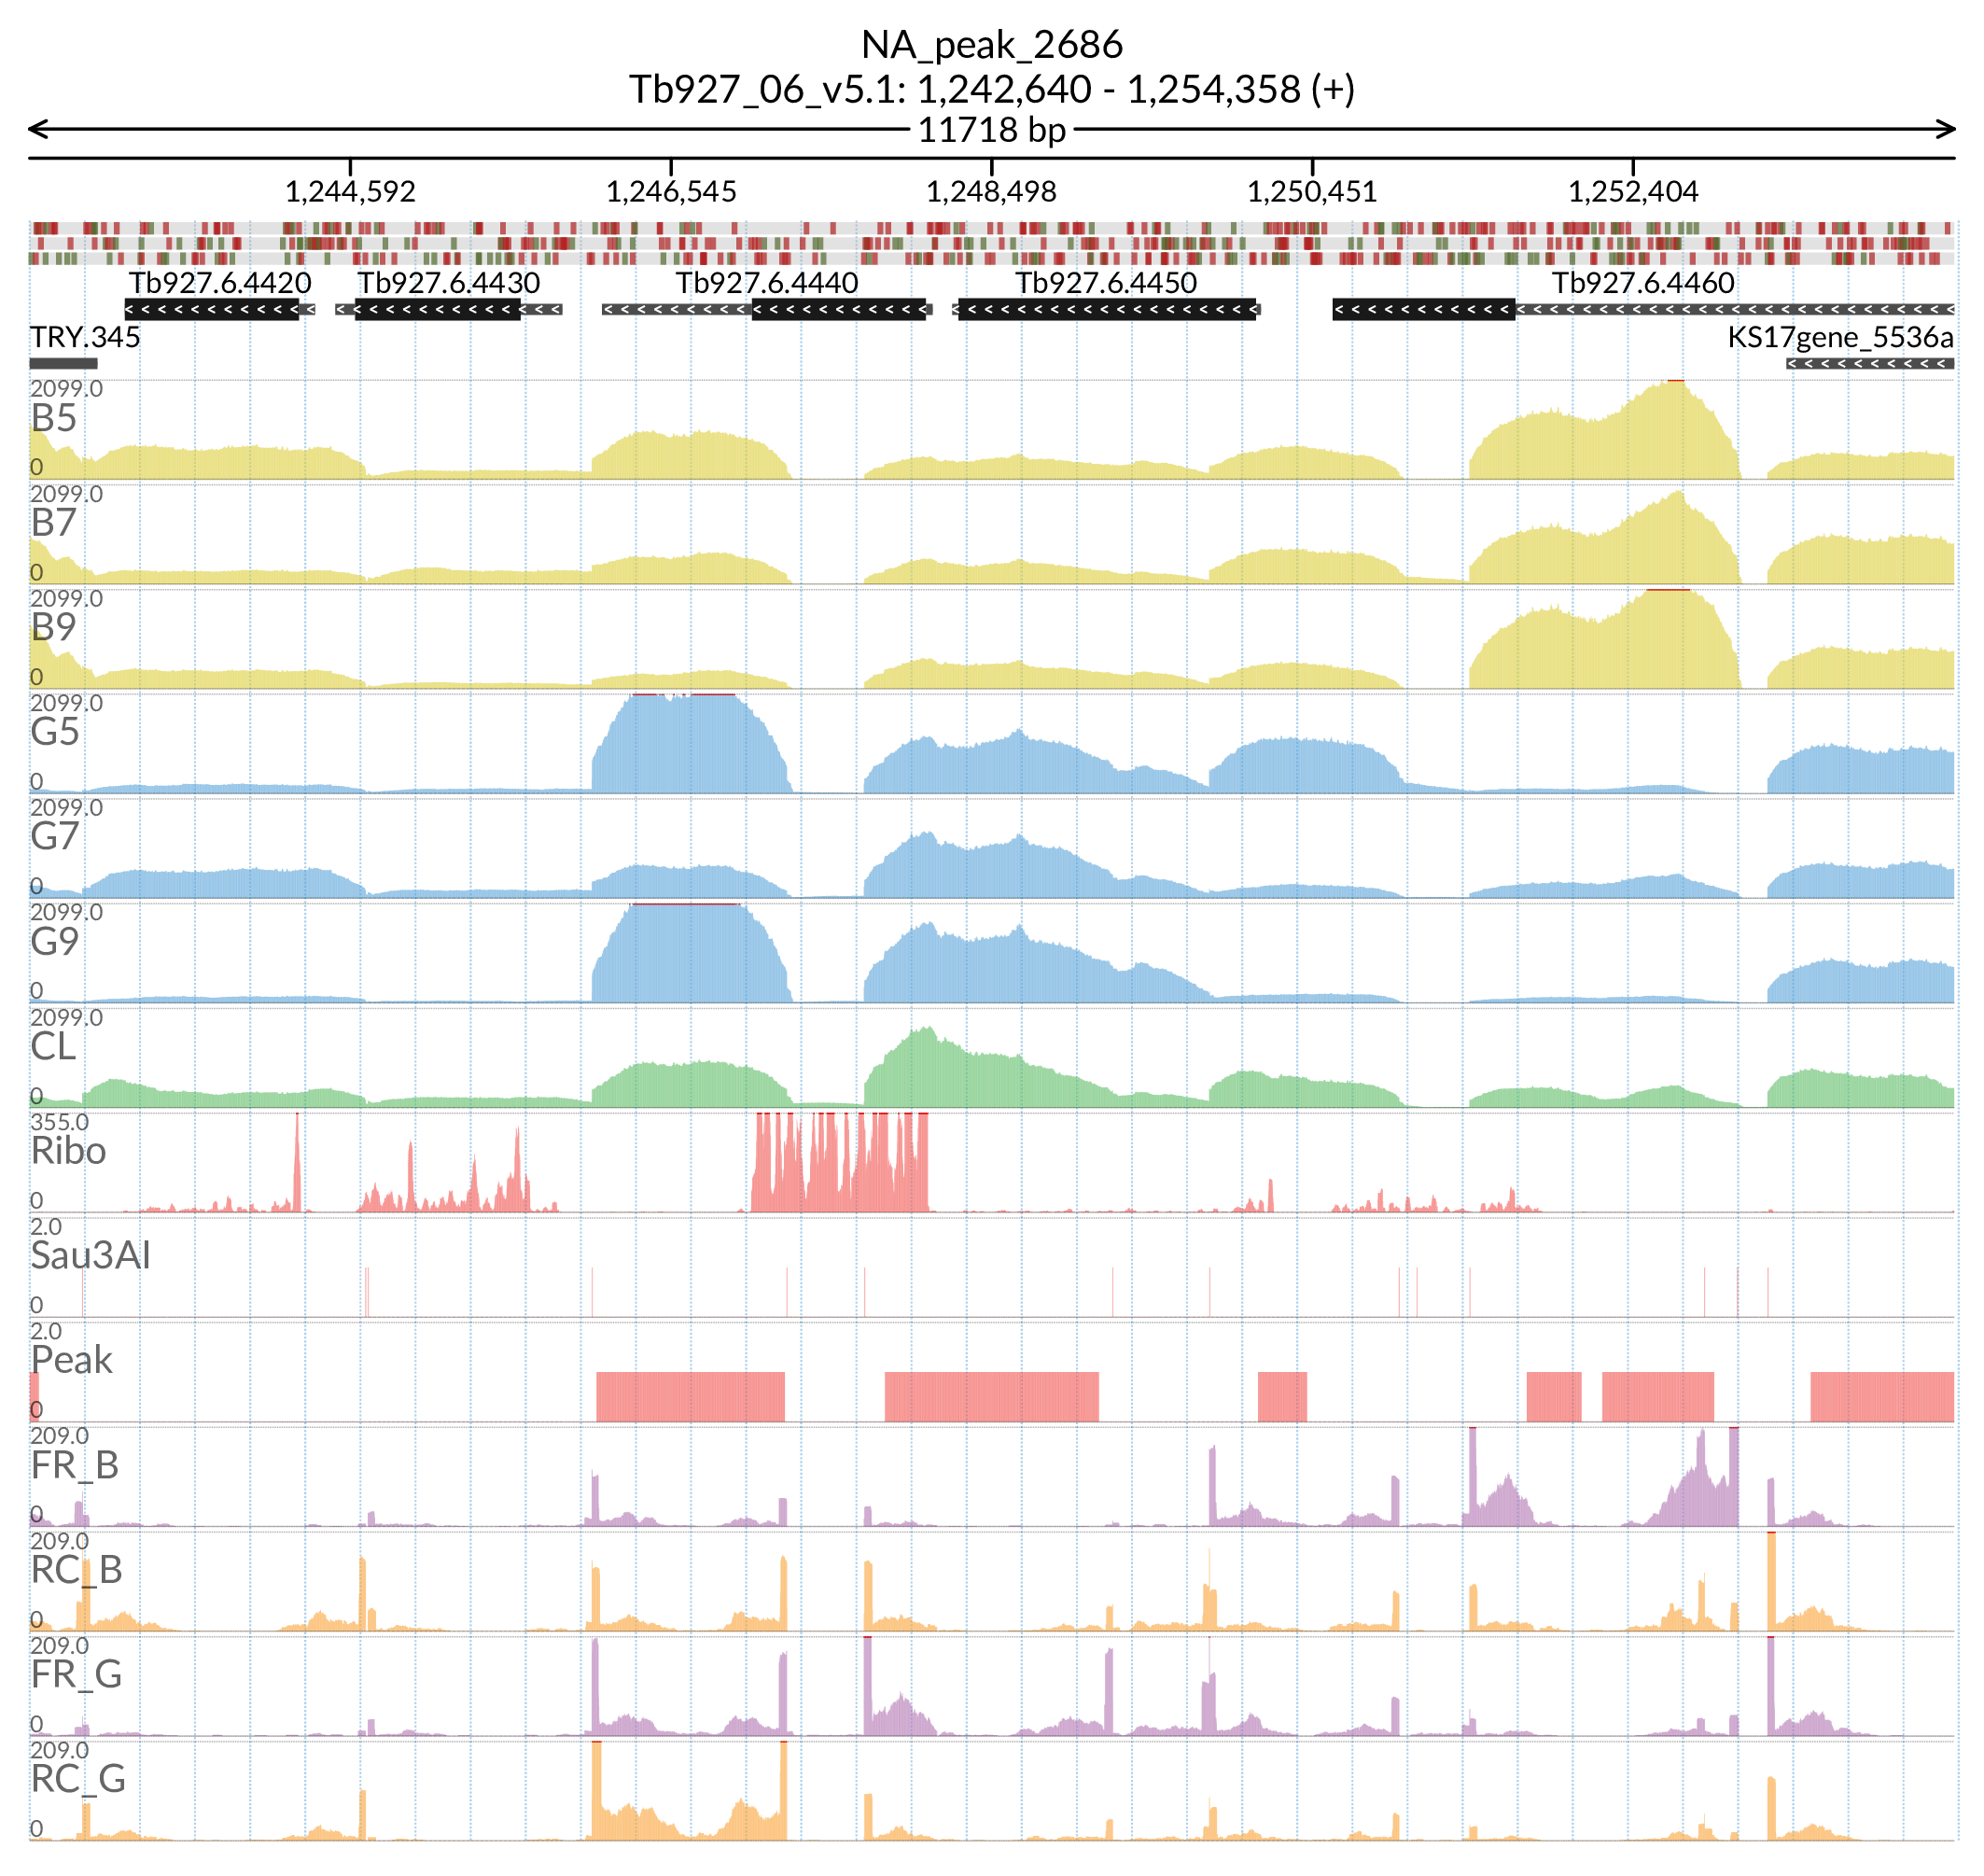 NA_peak_2686
Tb927_06_v5.1: 1,242,640 - 1,254,358 (+)
11718 bp
1,244,592 1,246,545 1,248,498 1,250,451 1,252,404
Tb927.6.4420 Tb927.6.4430 Tb927.6.4440 Tb927.6.4450 Tb927.6.4460
TRY.345 KS17gene_5536a
2099.0
B5
0
2099.0
B7
0
2099.0
B9
0
2099.0
G5
0
2099.0
G7
0
2099.0
G9
0
2099.0
CL
0
355.0
Ribo
0
2.0
Sau3AI
0
2.0
Peak
0
209.0
FR_B
0
209.0
RC_B
0
209.0
FR_G
0
209.0
RC_G
0